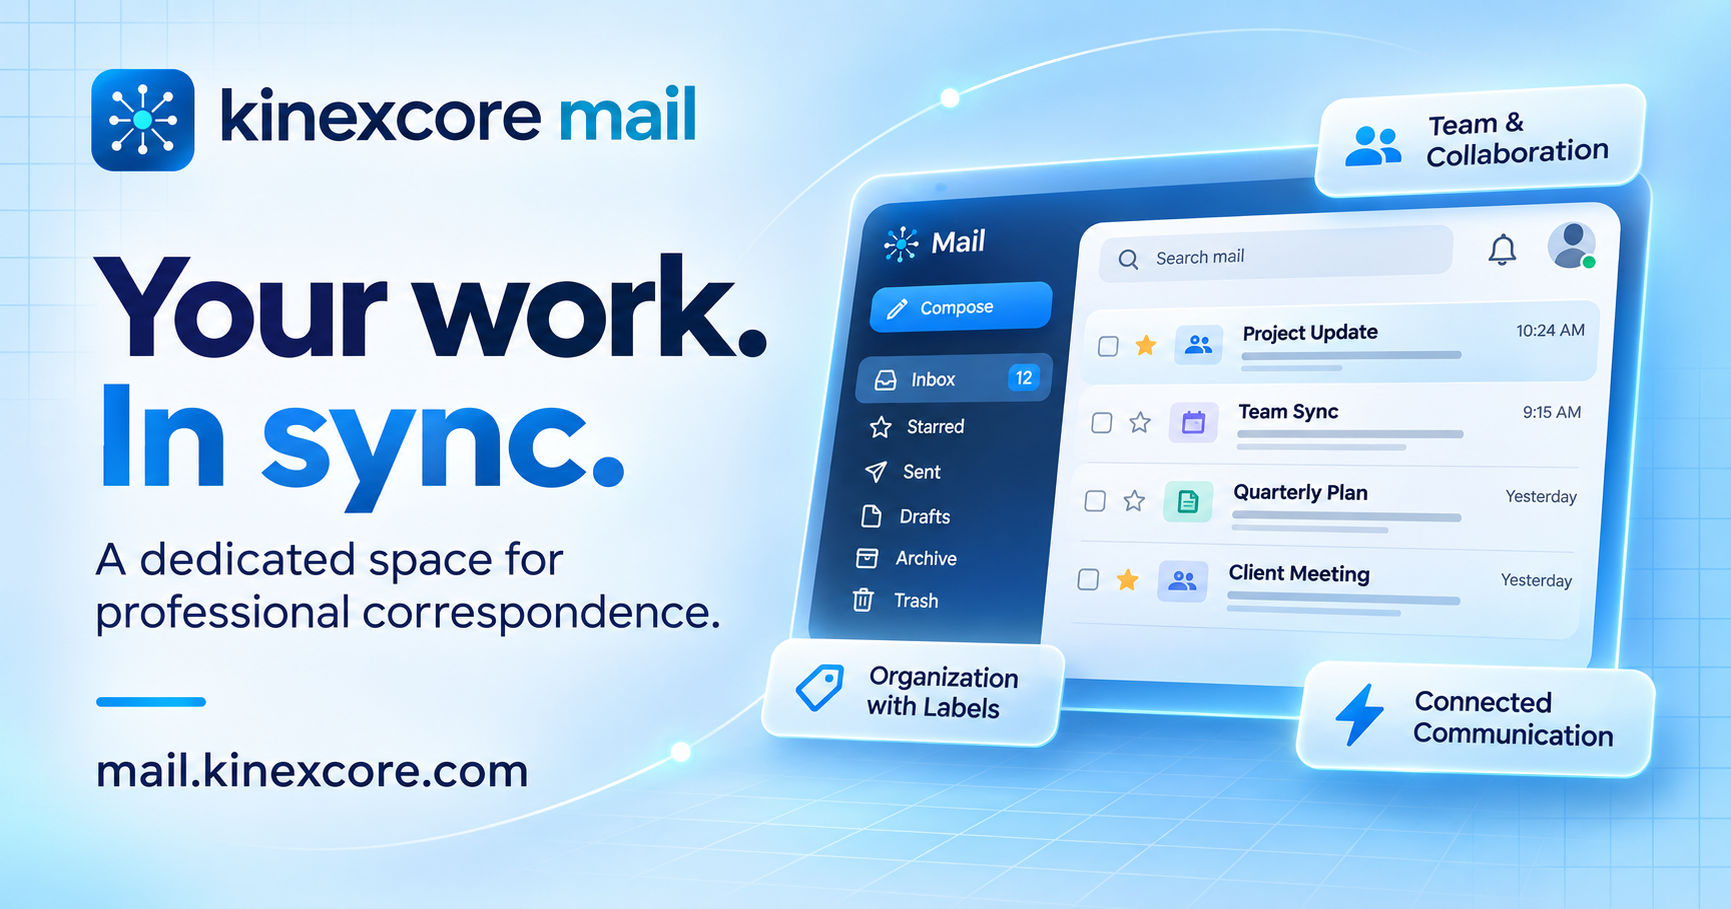 kinexcore mail
Your work.
In sync.
A dedicated space for
professional correspondence.
mail.kinexcore.com
Team &
Collaboration
Mail
Search mail
Compose
Inbox 12
Starred
Sent
Drafts
Archive
Trash
Project Update 10:24 AM
Team Sync 9:15 AM
Quarterly Plan Yesterday
Client Meeting Yesterday
Organization
with Labels
Connected
Communication